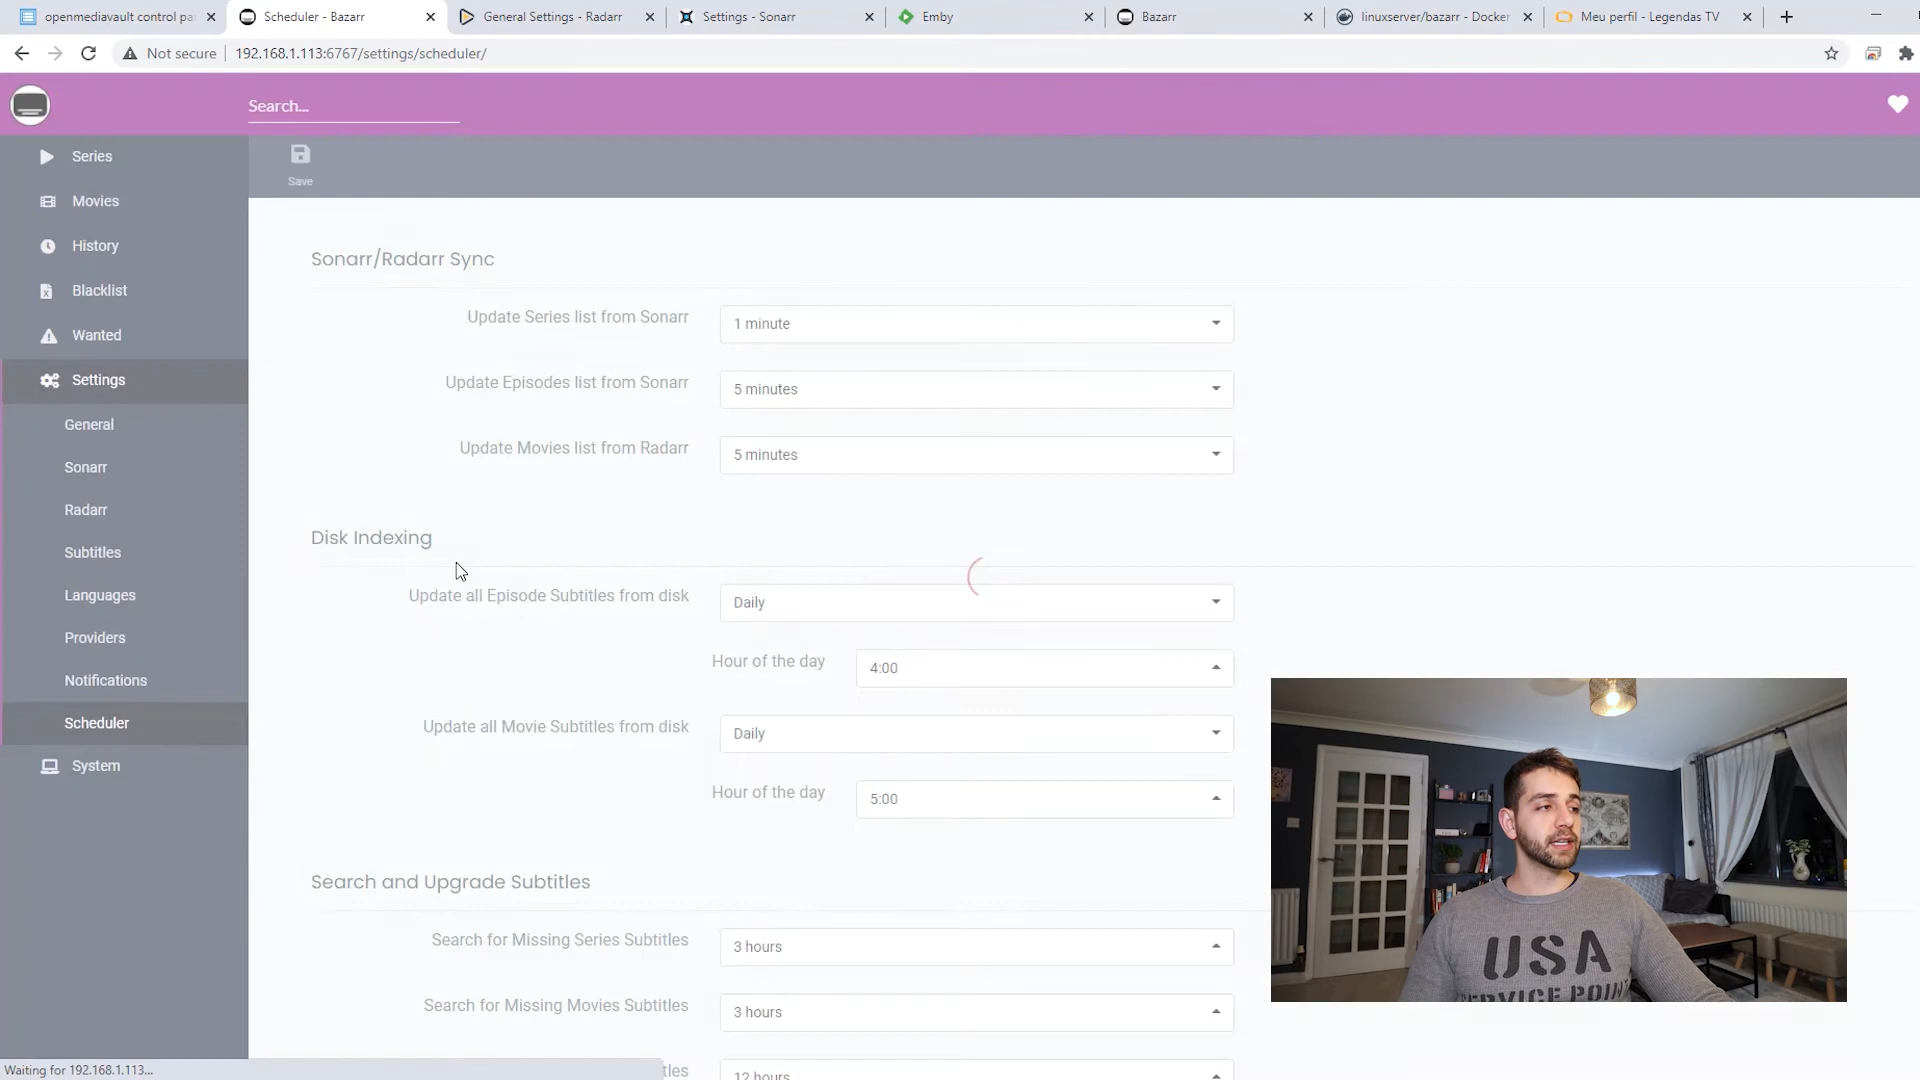 openmediavault control pa
Scheduler - Bazarr
General Settings - Radarr
Settings - Sonarr
Emby
Bazarr
linuxserver/bazarr - Docker
Meu perfil - Legendas TV
Not secure
192.168.1.113:6767/settings/scheduler/
Search...
Series
Movies
History
Blacklist
Wanted
Settings
General
Sonarr
Radarr
Subtitles
Languages
Providers
Notifications
Scheduler
System
Save
Sonarr/Radarr Sync
Update Series list from Sonarr
1 minute
Update Episodes list from Sonarr
5 minutes
Update Movies list from Radarr
5 minutes
Disk Indexing
Update all Episode Subtitles from disk
Daily
Hour of the day
4:00
Update all Movie Subtitles from disk
Daily
Hour of the day
5:00
Search and Upgrade Subtitles
Search for Missing Series Subtitles
3 hours
Search for Missing Movies Subtitles
3 hours
tles
12 hours
Waiting for 192.168.1.113...
USA
SERVICE POINT